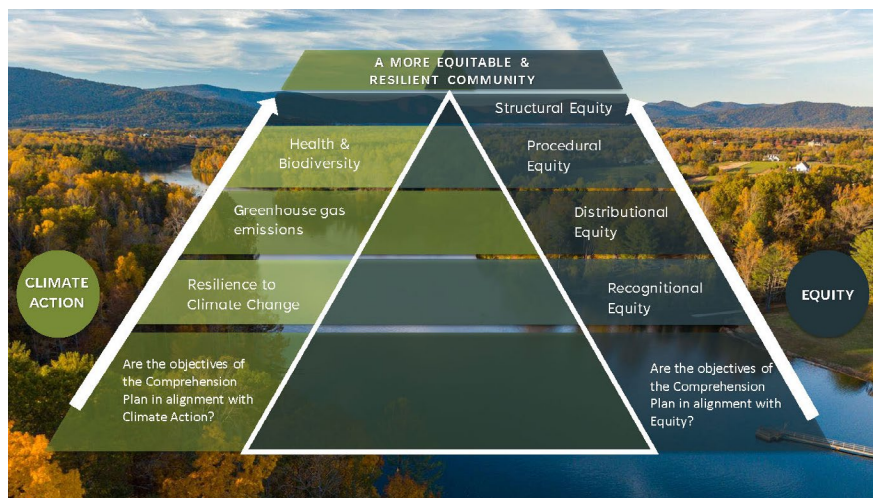 A MORE EQUITABLE &
RESILIENT COMMUNITY
Structural Equity
Health &
Biodiversity
Procedural
Equity
Greenhouse gas
emissions
Distributional
Equity
CLIMATE
ACTION
Resilience to
Climate Change
Recognitional
Equity
EQUITY
Are the objectives of
the Comprehension
Plan in alignment with
Climate Action?
Are the objectives of
the Comprehension
Plan in alignment with
Equity?